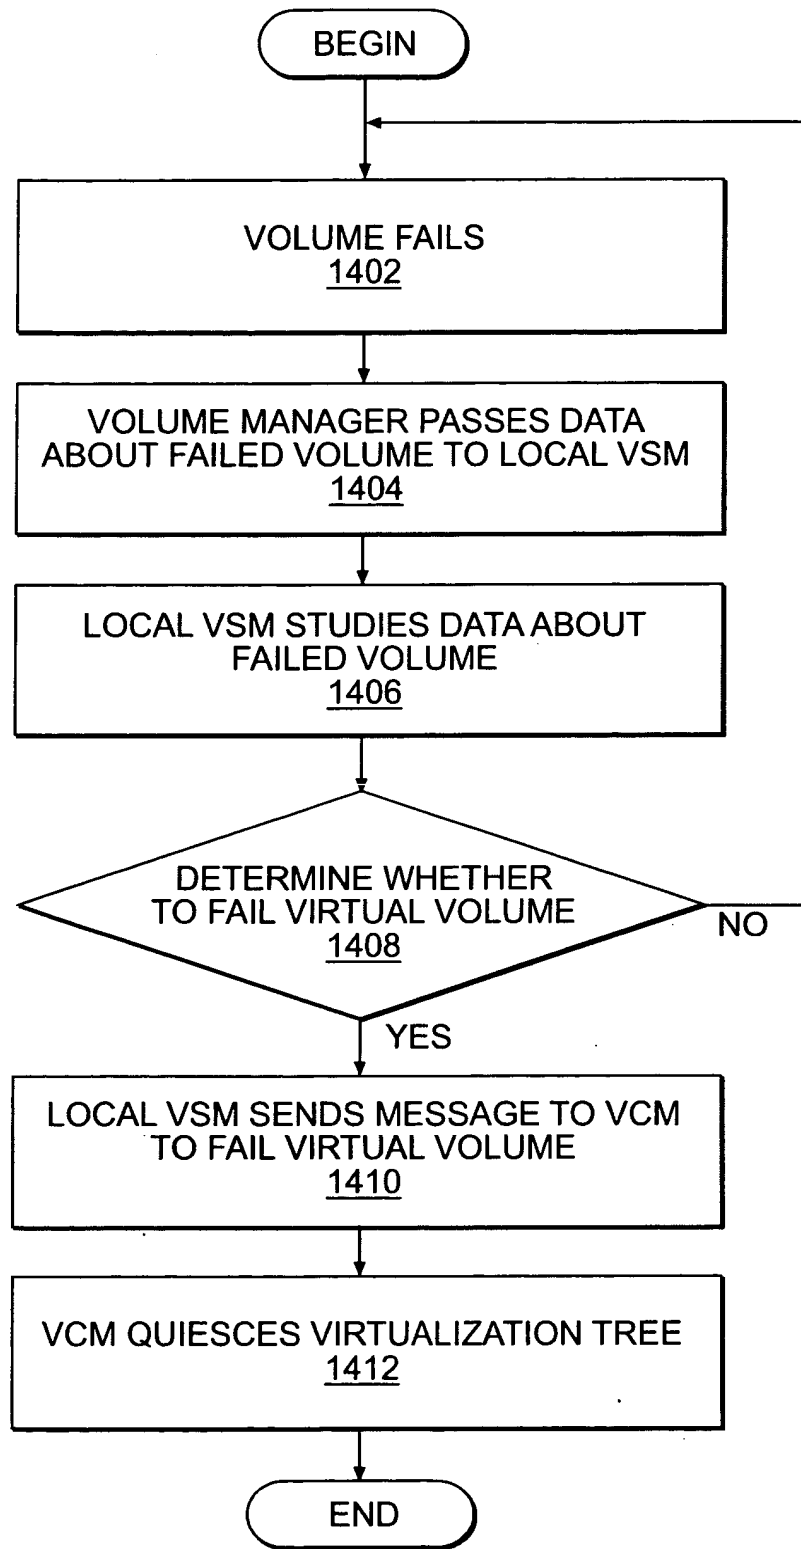 BEGIN
VOLUME FAILS
1402
VOLUME MANAGER PASSES DATA
ABOUT FAILED VOLUME TO LOCAL VSM
1404
LOCAL VSM STUDIES DATA ABOUT
FAILED VOLUME
1406
DETERMINE WHETHER
TO FAIL VIRTUAL VOLUME
1408
NO
YES
LOCAL VSM SENDS MESSAGE TO VCM
TO FAIL VIRTUAL VOLUME
1410
VCM QUIESCES VIRTUALIZATION TREE
1412
END